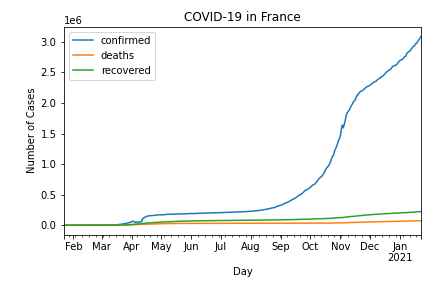 COVID-19 in France
1e6
confirmed
deaths
recovered
3.0
2.5
2.0
1.5
1.0
0.5
0.0
Number of Cases
Feb Mar Apr May Jun Jul Aug Sep Oct Nov Dec Jan
2021
Day